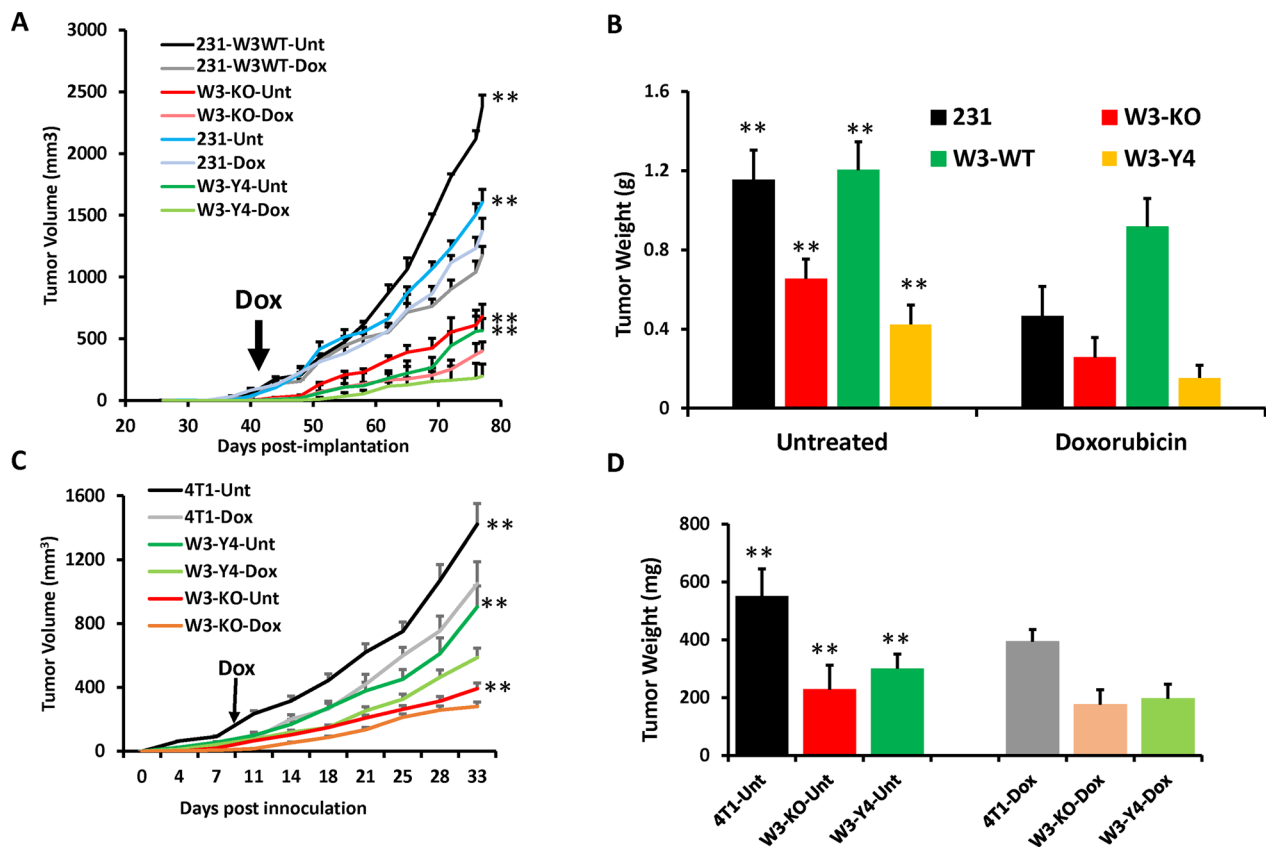 A
Tumor Volume (mm3)
3000
2500
2000
1500
1000
500
0
231-W3WT-Unt
231-W3WT-Dox
W3-KO-Unt
W3-KO-Dox
231-Unt
231-Dox
W3-Y4-Unt
W3-Y4-Dox
Dox
**
**
**
**
20 30 40 50 60 70 80
Days post-implantation
B
Tumor Weight (g)
1.6
1.2
0.8
0.4
0
231 W3-KO
W3-WT W3-Y4
** ** ** **
Untreated Doxorubicin
C
Tumor Volume (mm³)
1600
1200
800
400
0
4T1-Unt
4T1-Dox
W3-Y4-Unt
W3-Y4-Dox
W3-KO-Unt
W3-KO-Dox
Dox
**
**
**
0 4 7 11 14 18 21 25 28 33
Days post innoculation
D
Tumor Weight (mg)
800
600
400
200
0
** ** **
4T1-Unt
W3-KO-Unt
W3-Y4-Unt
4T1-Dox
W3-KO-Dox
W3-Y4-Dox